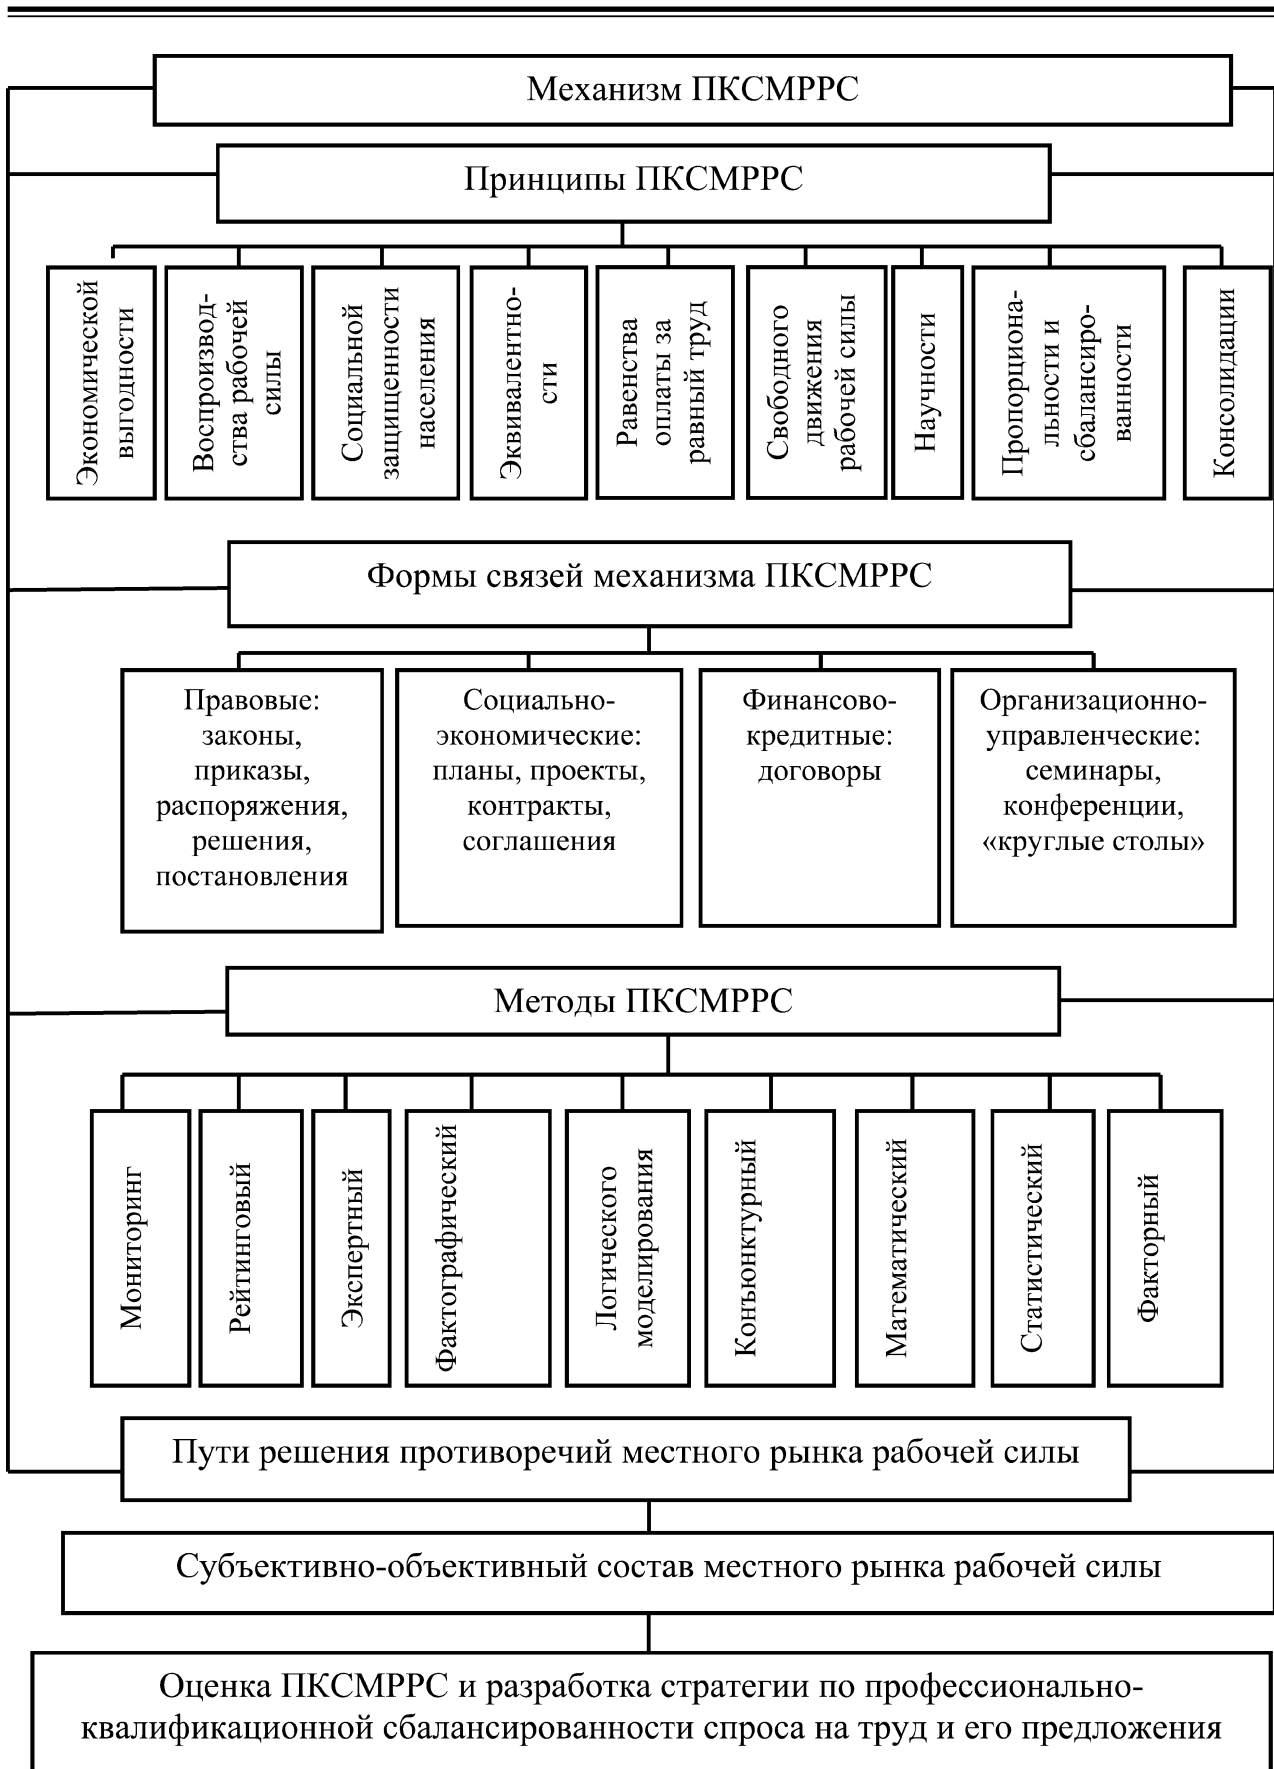 Механизм ПКСМРРС
Принципы ПКСМРРС
Экономической
выгодности
Воспроизвод-
ства рабочей
силы
Социальной
защищенности
населения
Эквивалентно-
сти
Равенства
оплаты за
равный труд
Свободного
движения
рабочей силы
Научности
Пропорциона-
льности и
сбалансиро-
ванности
Консолидации
Формы связей механизма ПКСМРРС
Правовые:
законы,
приказы,
распоряжения,
решения,
постановления
Социально-
экономические:
планы, проекты,
контракты,
соглашения
Финансово-
кредитные:
договоры
Организационно-
управленческие:
семинары,
конференции,
«круглые столы»
Методы ПКСМРРС
Мониторинг
Рейтинговый
Экспертный
Фактографический
Логического
моделирования
Конъюнктурный
Математический
Статистический
Факторный
Пути решения противоречий местного рынка рабочей силы
Субъективно-объективный состав местного рынка рабочей силы
Оценка ПКСМРРС и разработка стратегии по профессионально-
квалификационной сбалансированности спроса на труд и его предложения